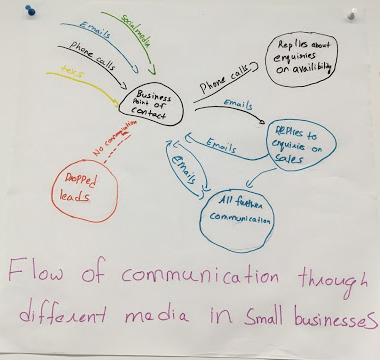 Social media
Emails
Phone calls
texs
Business
Point of
contact
Phone calls
Replies about
enquiries
on availibility
Emails
Replies to
enquiries on
sales
Emails
Emails
All further
communication
No communication
Dropped
leads
Flow of communication through
different media in small businesses